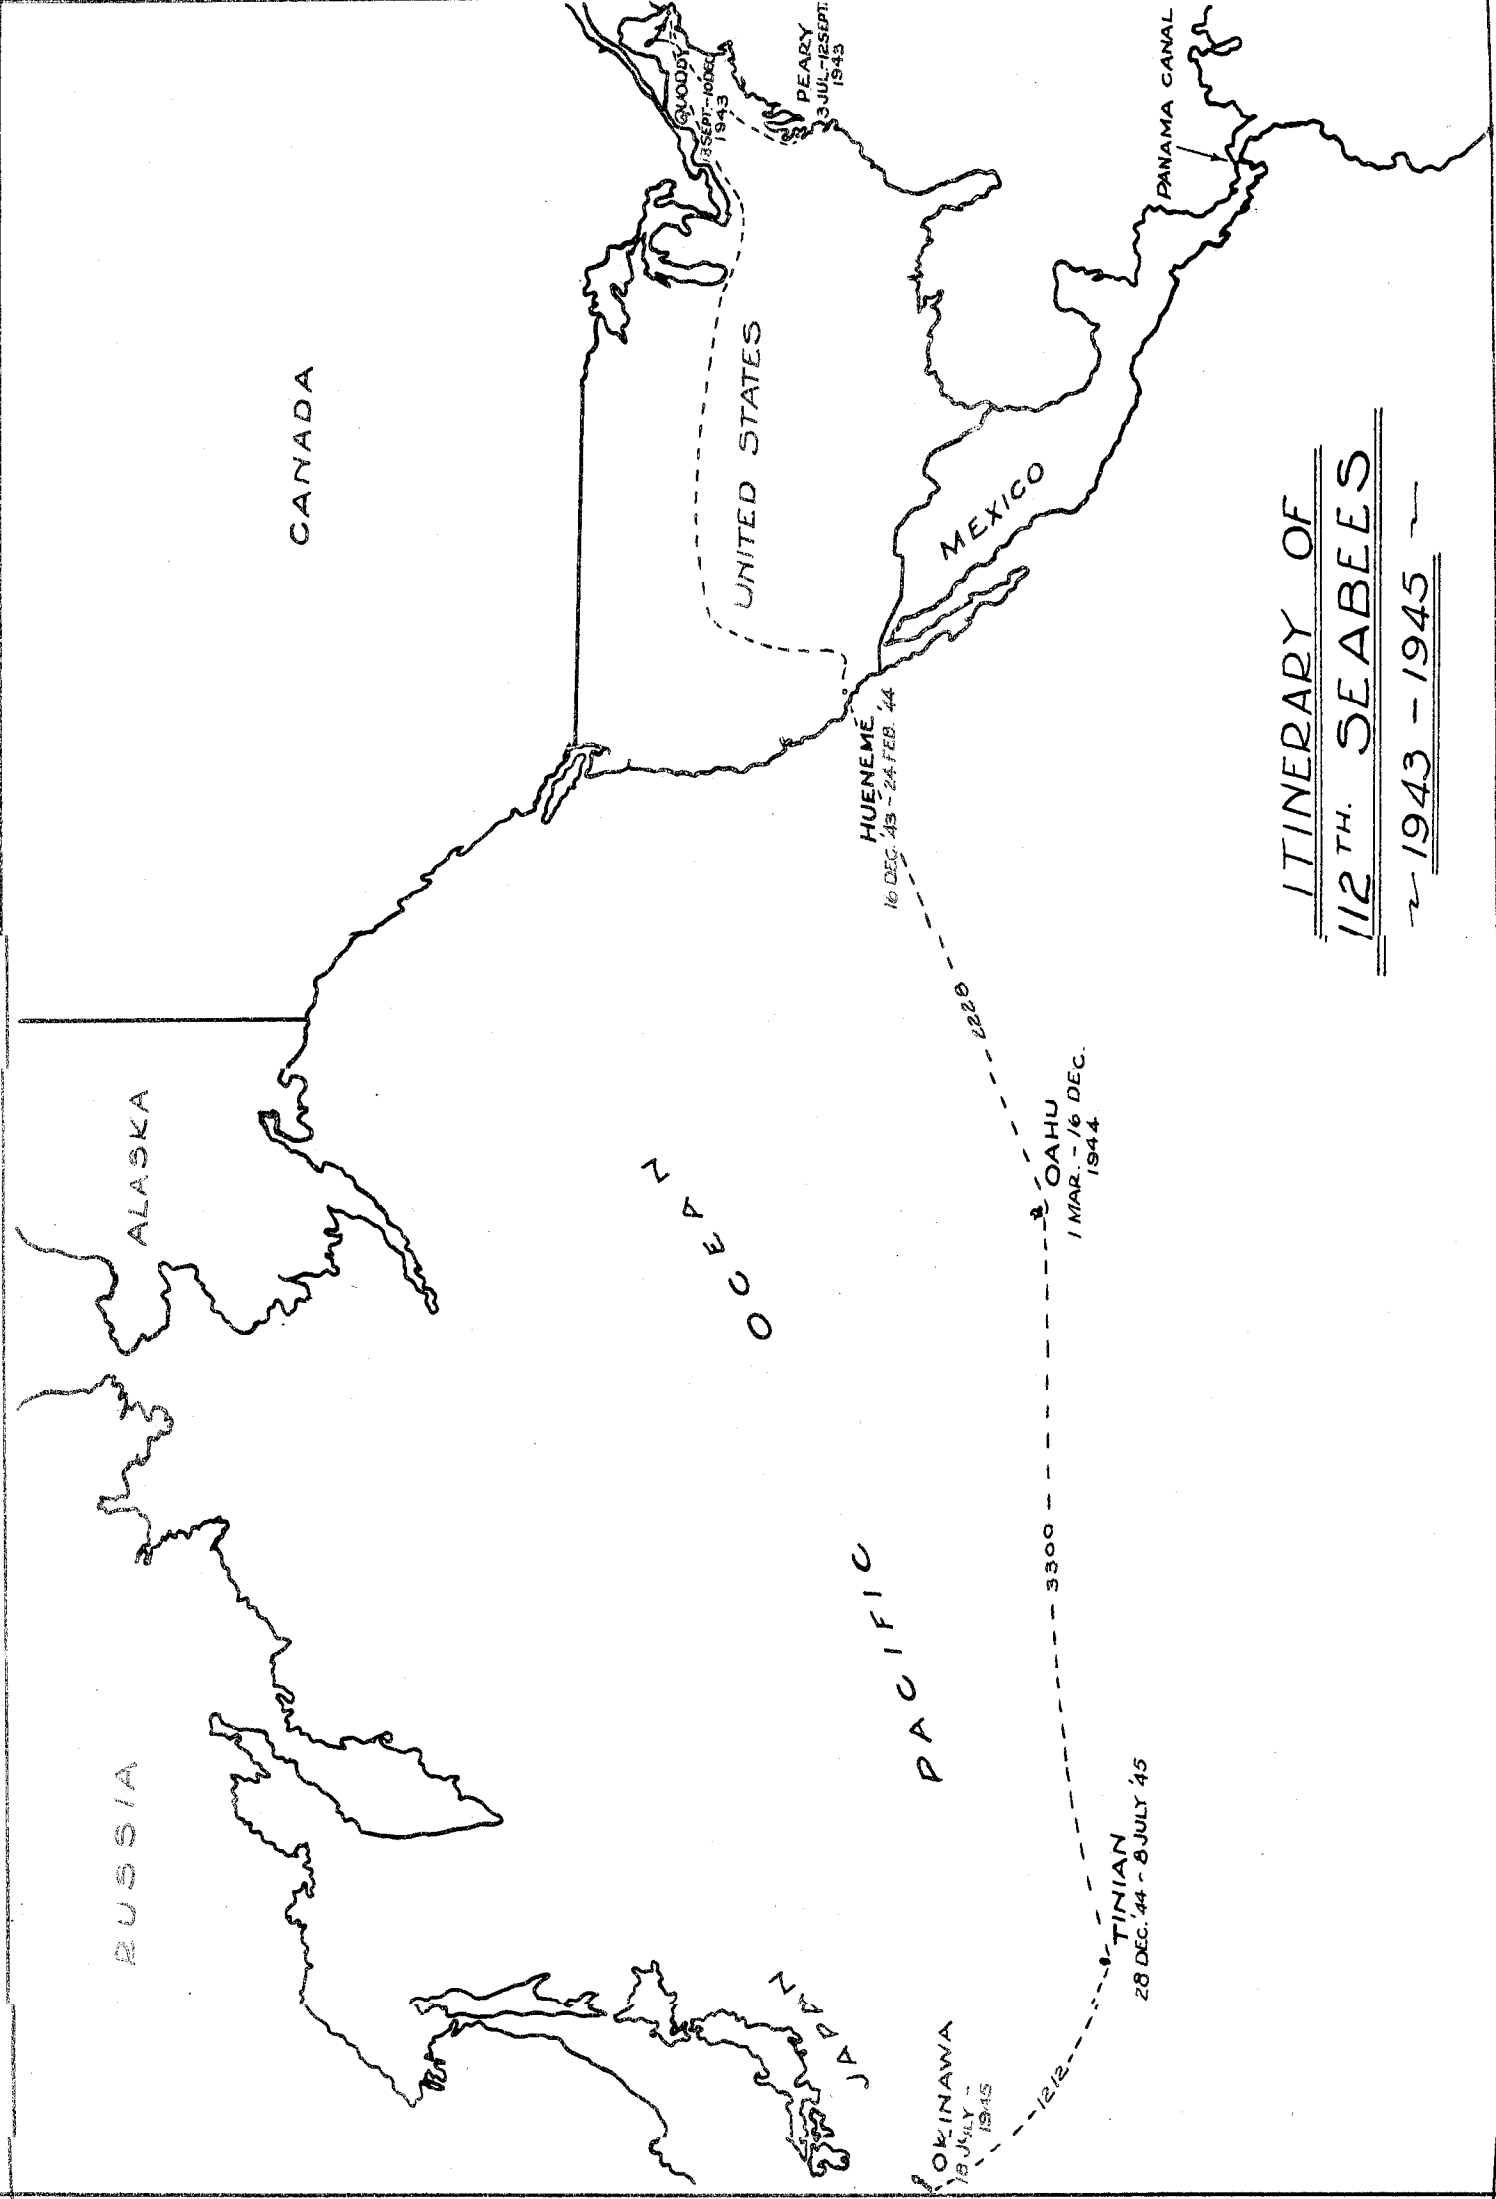 RUSSIA
ALASKA
CANADA
UNITED STATES
MEXICO
PANAMA CANAL
JAPAN
PACIFIC
OCEAN
PEARY
3 JUL.-12 SEPT.
1943
QUODDY
13 SEPT.-10 DEC
1943
HUENEME
16 DEC. '43 - 24 FEB. '44
2228
OAHU
1 MAR. - 16 DEC.
1944
3300
TINIAN
28 DEC. '44 - 8 JULY '45
1212
OKINAWA
18 JULY -
1945
ITINERARY OF
112TH. SEABEES
~ 1943 - 1945 ~